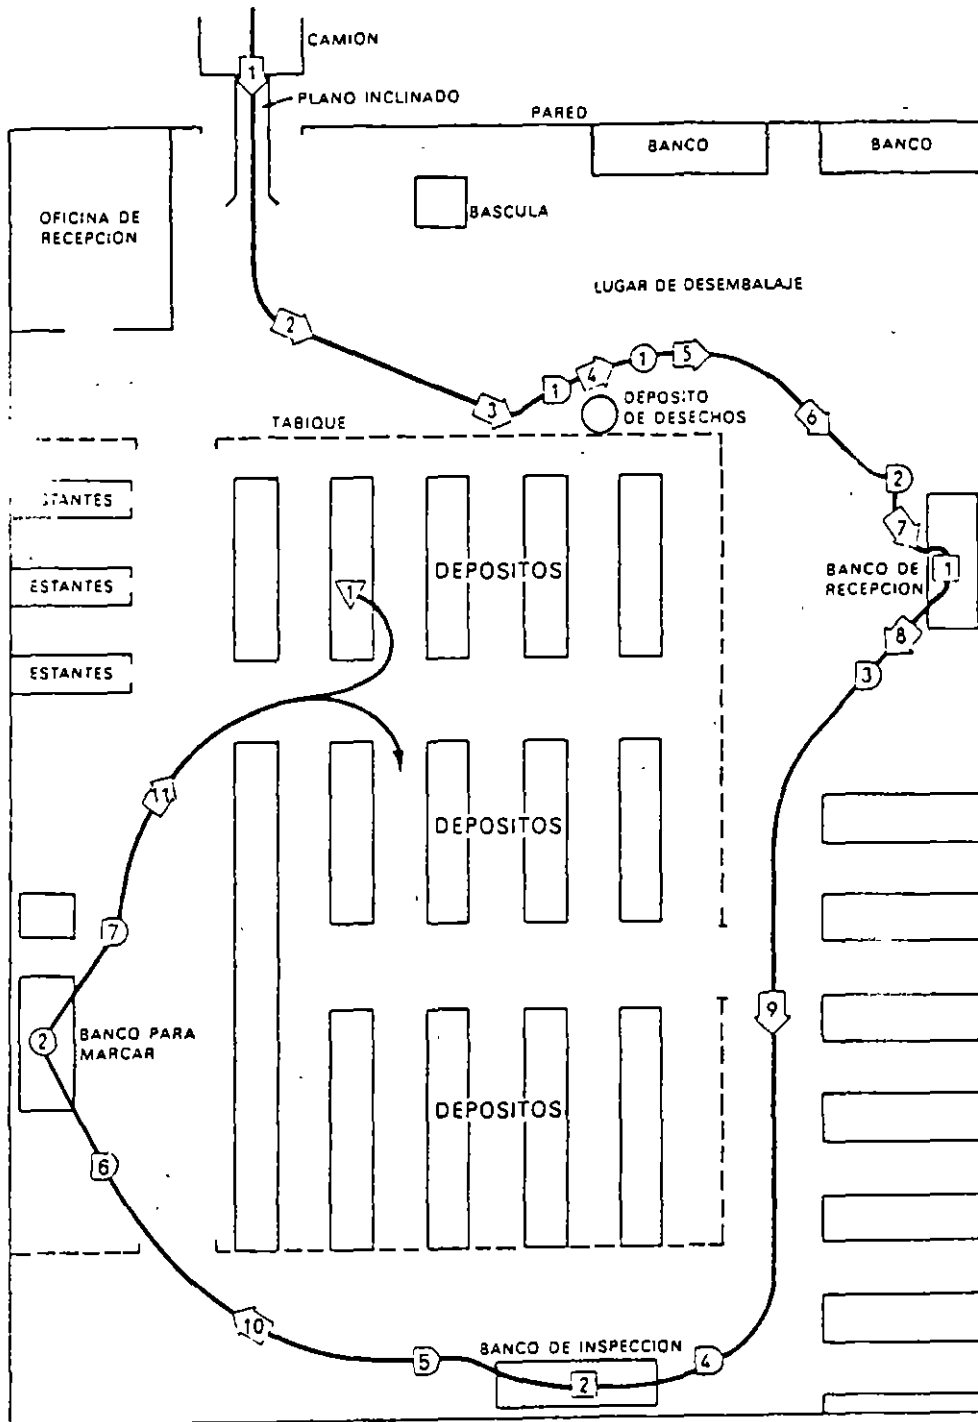 CAMION
1
PLANO INCLINADO
PARED
BANCO
BANCO
BASCULA
OFICINA DE
RECEPCION
LUGAR DE DESEMBALAJE
2
3
1
4
1
5
DEPOSITO
DE DESECHOS
6
TABIQUE
2
STANTES
7
DEPOSITOS
BANCO DE
RECEPCION
1
ESTANTES
1
8
ESTANTES
3
11
DEPOSITOS
7
9
2
BANCO PARA
MARCAR
DEPOSITOS
6
10
BANCO DE INSPECCION
5
4
2